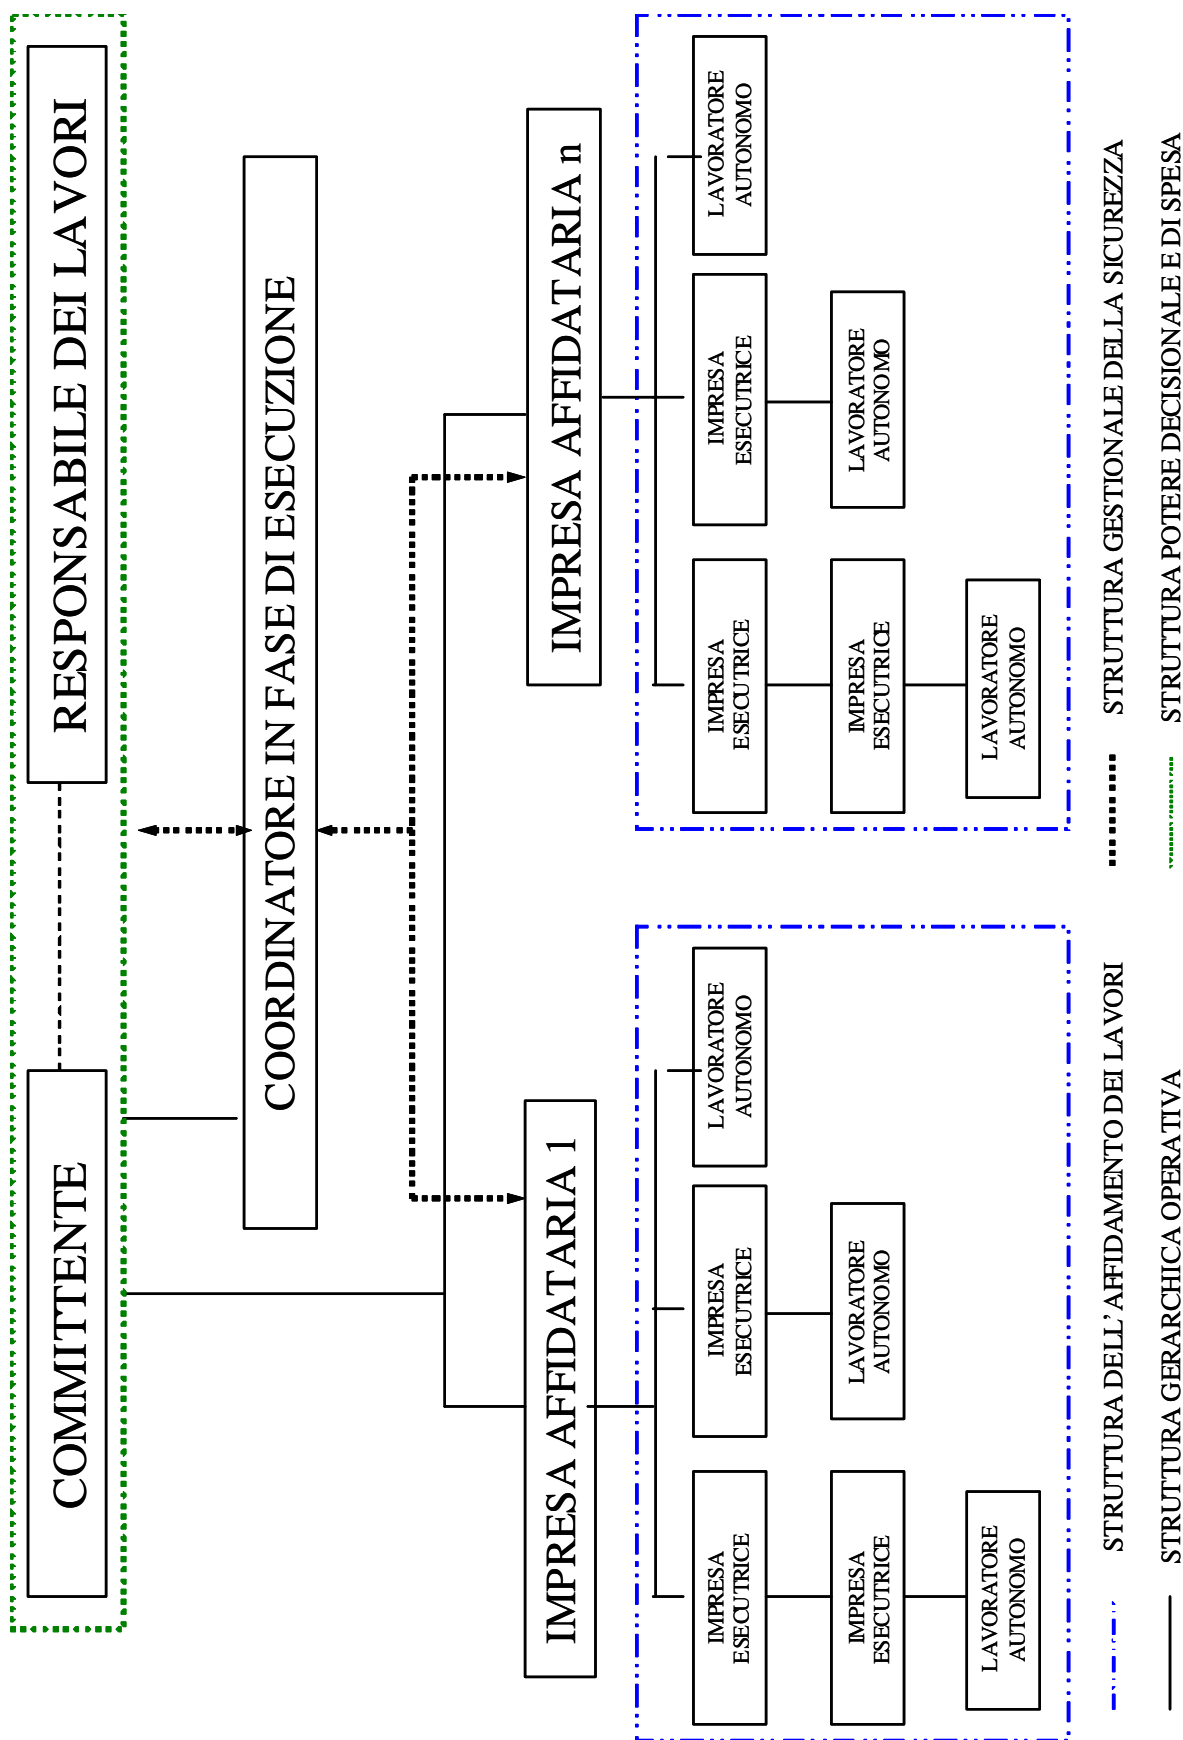 COMMITTENTE
RESPONSABILE DEI LAVORI
COORDINATORE IN FASE DI ESECUZIONE
IMPRESA AFFIDATARIA 1
IMPRESA AFFIDATARIA n
IMPRESA
ESECUTRICE
IMPRESA
ESECUTRICE
LAVORATORE
AUTONOMO
IMPRESA
ESECUTRICE
LAVORATORE
AUTONOMO
LAVORATORE
AUTONOMO
IMPRESA
ESECUTRICE
IMPRESA
ESECUTRICE
LAVORATORE
AUTONOMO
IMPRESA
ESECUTRICE
LAVORATORE
AUTONOMO
LAVORATORE
AUTONOMO
STRUTTURA DELL' AFFIDAMENTO DEI LAVORI
STRUTTURA GESTIONALE DELLA SICUREZZA
STRUTTURA GERARCHICA OPERATIVA
STRUTTURA POTERE DECISIONALE E DI SPESA